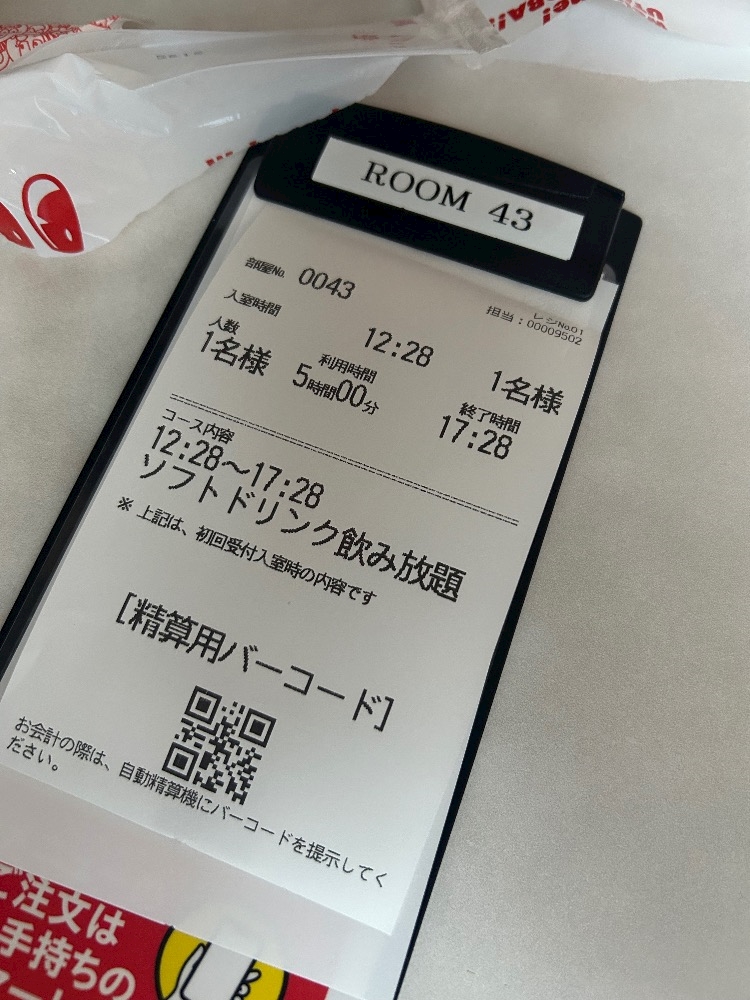 ROOM 43
部屋No. 0043
レジNo.01
担当：00009502
入室時間 12:28 1名様
人数 利用時間 終了時間
1名様 5時間00分 17:28
コース内容
12:28〜17:28
ソフトドリンク飲み放題
※ 上記は、初回受付入室時の内容です
[精算用バーコード]
お会計の際は、自動精算機にバーコードを提示してく
ださい。
ご注文は
手持ちの